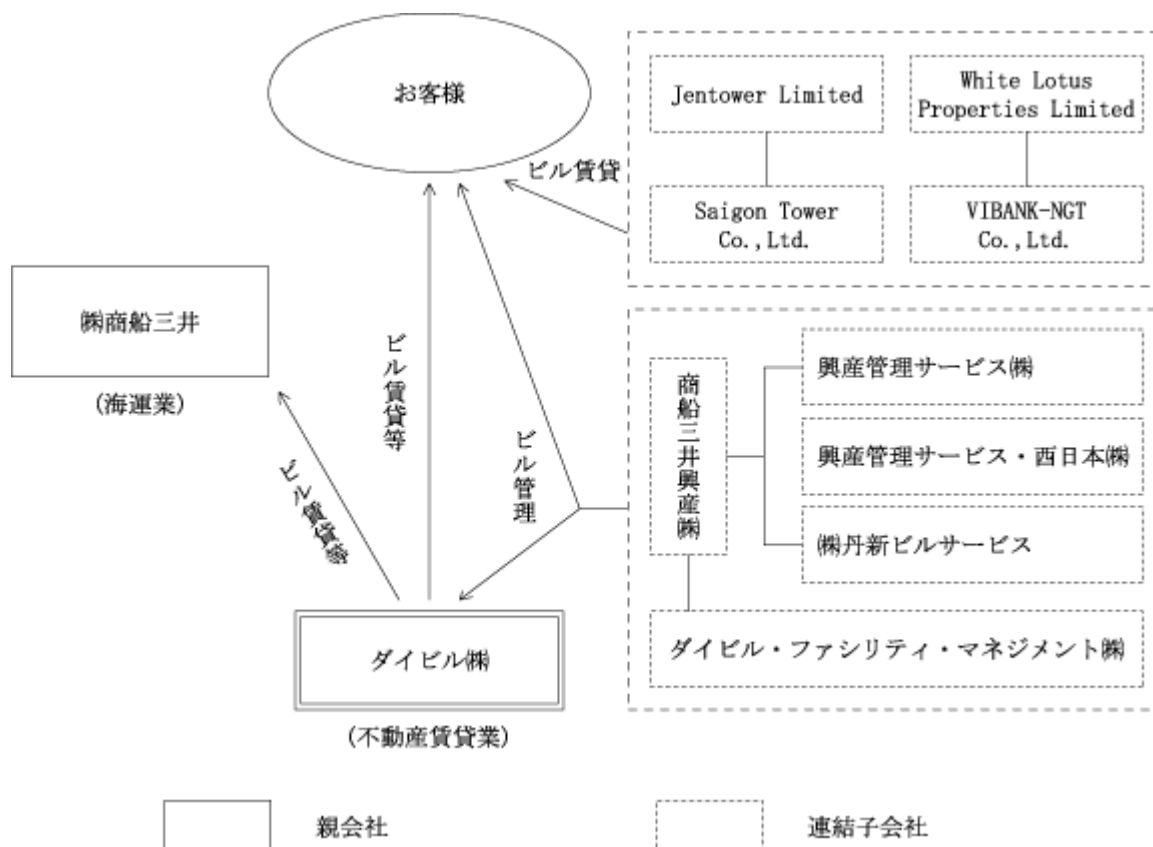 お客様
Jentower Limited
White Lotus
Properties Limited
ビル賃貸
Saigon Tower
Co.,Ltd.
VIBANK-NGT
Co.,Ltd.
㈱商船三井
(海運業)
ビル賃貸等
ビル賃貸等
ビル管理
商船三井興産㈱
興産管理サービス㈱
興産管理サービス・西日本㈱
㈱丹新ビルサービス
ダイビル㈱
(不動産賃貸業)
ダイビル・ファシリティ・マネジメント㈱
親会社
連結子会社